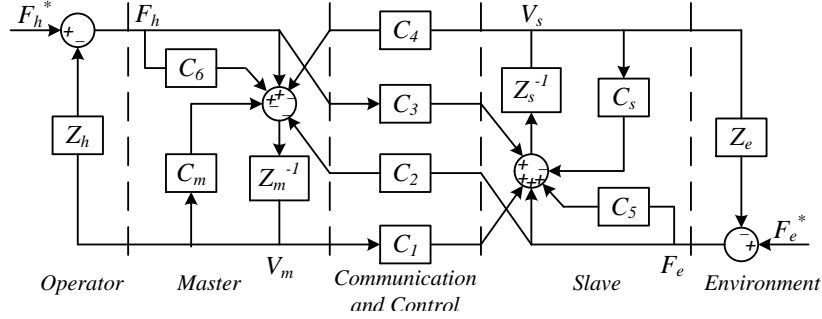 F_h^* F_h V_s
+ −
C_4
C_6
+ + −
− −
Z_s^{-1} C_s
C_3
Z_h Z_e
C_m Z_m^{-1} C_2
+ −
+ + +
C_5
C_1
− +
F_e^*
V_m F_e
Operator Master Communication and Control Slave Environment